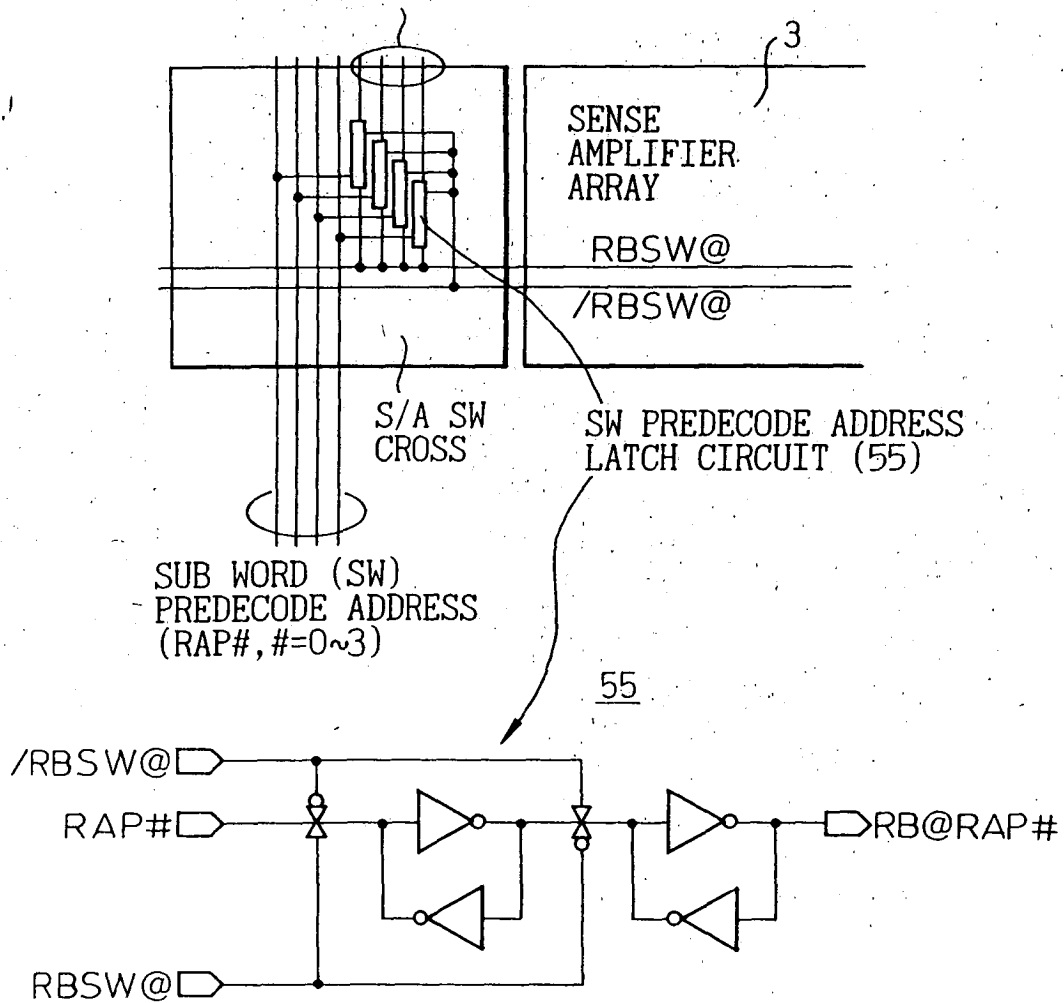 3
SENSE
AMPLIFIER
ARRAY
RBSW@
/RBSW@
S/A SW
CROSS
SW PREDECODE ADDRESS
LATCH CIRCUIT (55)
SUB WORD (SW)
PREDECODE ADDRESS
(RAP#,#=0~3)
55
/RBSW@
RAP#
RB@RAP#
RBSW@